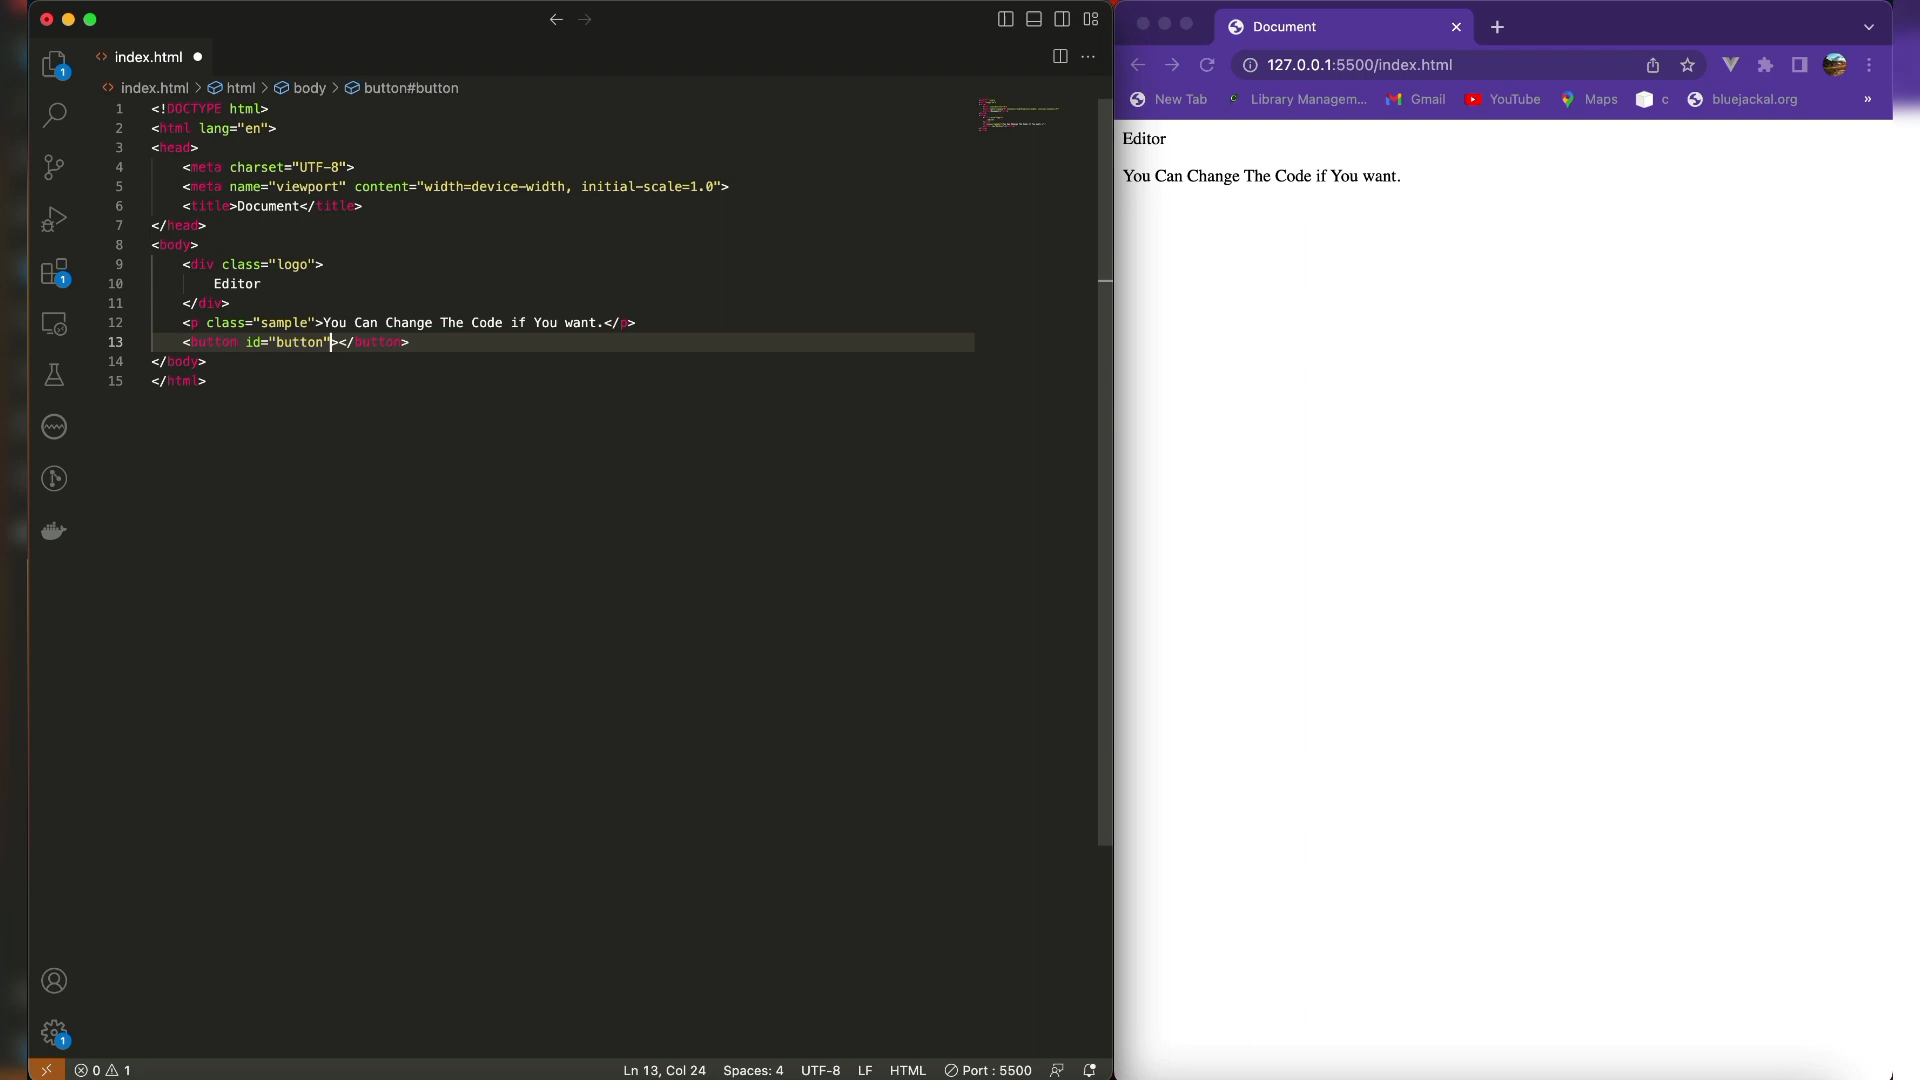 index.html
index.html > html > body > button#button
1 <!DOCTYPE html>
2 <html lang="en">
3 <head>
4 <meta charset="UTF-8">
5 <meta name="viewport" content="width=device-width, initial-scale=1.0">
6 <title>Document</title>
7 </head>
8 <body>
9 <div class="logo">
10 Editor
11 </div>
12 <p class="sample">You Can Change The Code if You want.</p>
13 <button id="button"></button>
14 </body>
15 </html>
1
1
1
0 1
Ln 13, Col 24 Spaces: 4 UTF-8 LF HTML Port : 5500
Document
127.0.0.1:5500/index.html
New Tab Library Managem... Gmail YouTube Maps c bluejackal.org »
Editor
You Can Change The Code if You want.